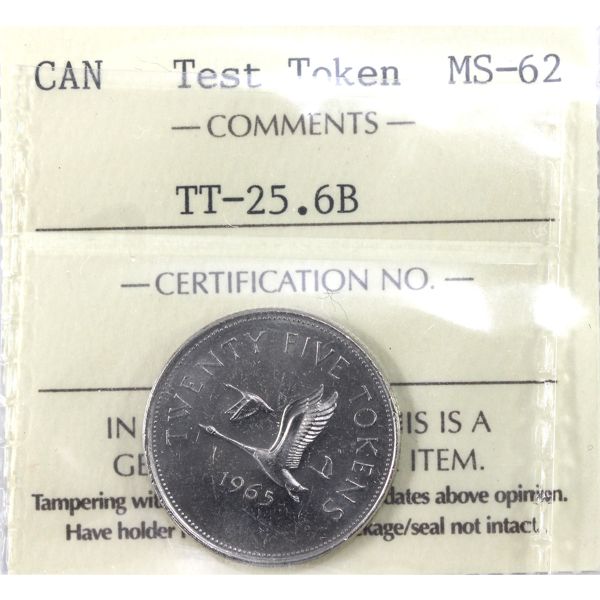 CAN Test Token MS-62
— COMMENTS —
TT-25.6B
— CERTIFICATION NO. —
TWENTY FIVE TOKENS
1965
IN IS IS A
GE ITEM.
Tampering wit dates above opinion.
Have holder kage/seal not intact.